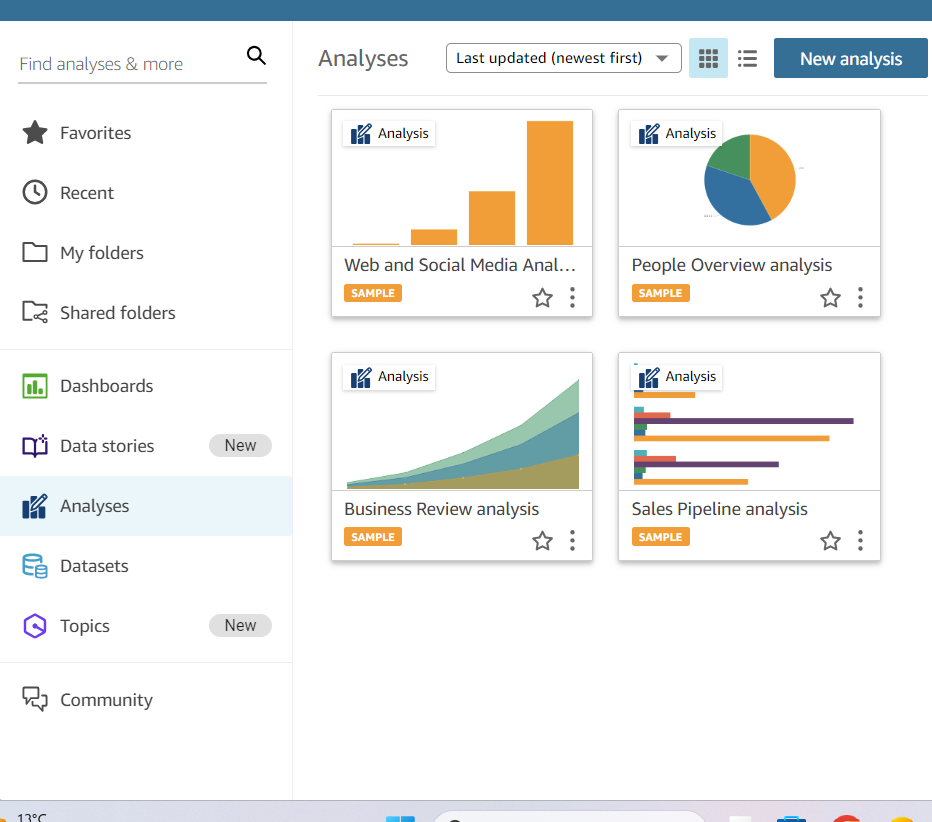 Find analyses & more
Favorites
Recent
My folders
Shared folders
Dashboards
Data stories New
Analyses
Datasets
Topics New
Community
Analyses Last updated (newest first) New analysis
Analysis
Web and Social Media Anal...
SAMPLE
Analysis
People Overview analysis
SAMPLE
Analysis
Business Review analysis
SAMPLE
Analysis
Sales Pipeline analysis
SAMPLE
13°C